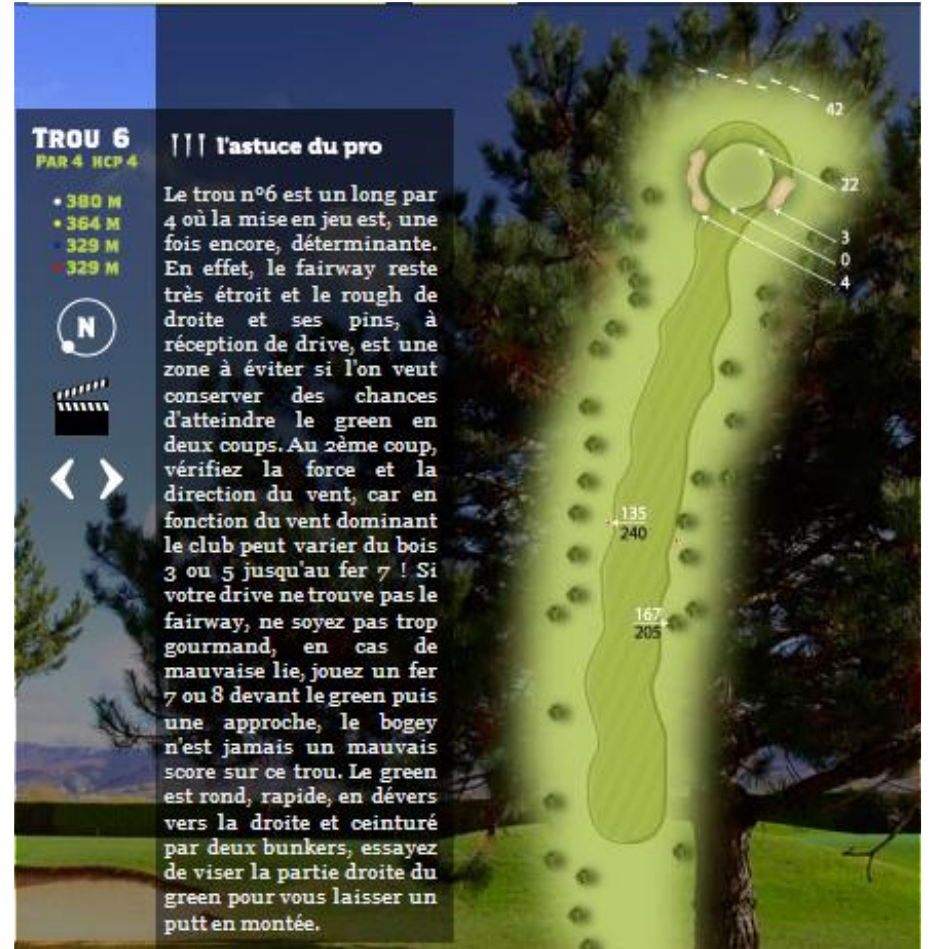 TROU 6
PAR 4 HCP 4
380 M
364 M
329 M
329 M
N
l'astuce du pro
Le trou n°6 est un long par
4 où la mise en jeu est, une
fois encore, déterminante.
En effet, le fairway reste
très étroit et le rough de
droite et ses pins, à
réception de drive, est une
zone à éviter si l'on veut
conserver des chances
d'atteindre le green en
deux coups. Au 2ème coup,
vérifiez la force et la
direction du vent, car en
fonction du vent dominant
le club peut varier du bois
3 ou 5 jusqu'au fer 7 ! Si
votre drive ne trouve pas le
fairway, ne soyez pas trop
gourmand, en cas de
mauvaise lie, jouez un fer
7 ou 8 devant le green puis
une approche, le bogey
n'est jamais un mauvais
score sur ce trou. Le green
est rond, rapide, en dévers
vers la droite et ceinturé
par deux bunkers, essayez
de viser la partie droite du
green pour vous laisser un
putt en montée.
42
22
3
0
4
135
240
167
205